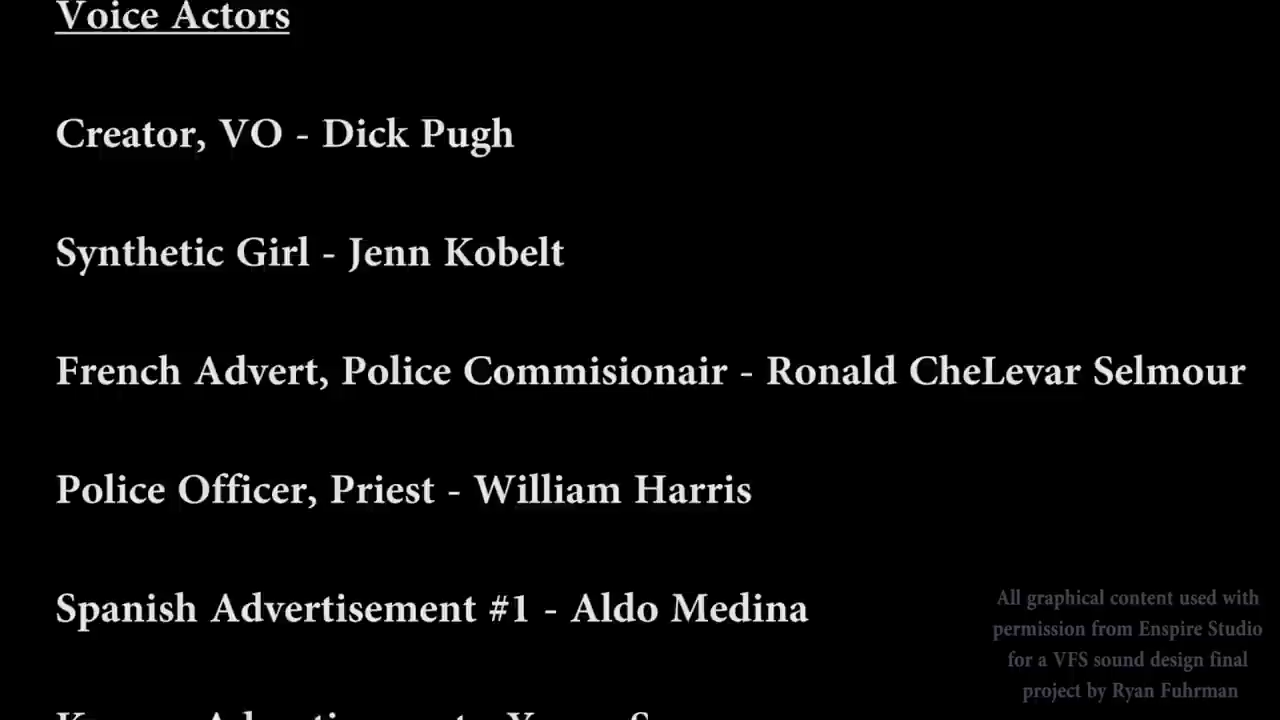 Voice Actors
Creator, VO - Dick Pugh
Synthetic Girl - Jenn Kobelt
French Advert, Police Commisionair - Ronald CheLevar Selmour
Police Officer, Priest - William Harris
Spanish Advertisement #1 - Aldo Medina
All graphical content used with
permission from Enspire Studio
for a VFS sound design final
project by Ryan Fuhrman